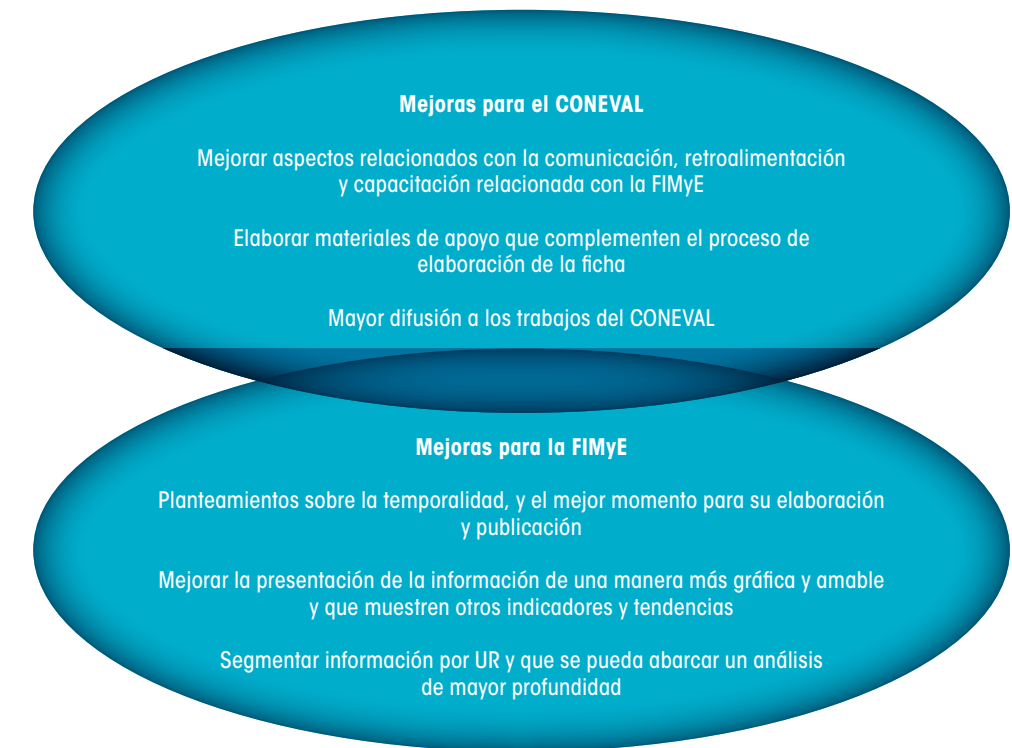 Mejoras para el CONEVAL
Mejorar aspectos relacionados con la comunicación, retroalimentación
y capacitación relacionada con la FIMyE
Elaborar materiales de apoyo que complementen el proceso de
elaboración de la ficha
Mayor difusión a los trabajos del CONEVAL
Mejoras para la FIMyE
Planteamientos sobre la temporalidad, y el mejor momento para su elaboración
y publicación
Mejorar la presentación de la información de una manera más gráfica y amable
y que muestren otros indicadores y tendencias
Segmentar información por UR y que se pueda abarcar un análisis
de mayor profundidad